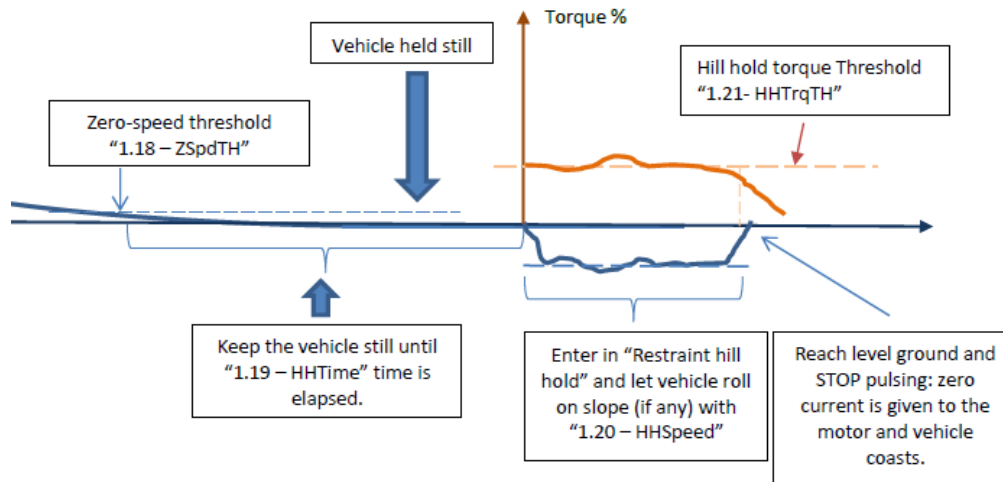 Torque %
Vehicle held still
Hill hold torque Threshold
“1.21- HHTrqTH”
Zero-speed threshold
“1.18 – ZSpdTH”
Keep the vehicle still until
“1.19 – HHTime” time is
elapsed.
Enter in “Restraint hill
hold” and let vehicle roll
on slope (if any) with
“1.20 – HHSpeed”
Reach level ground and
STOP pulsing: zero
current is given to the
motor and vehicle
coasts.